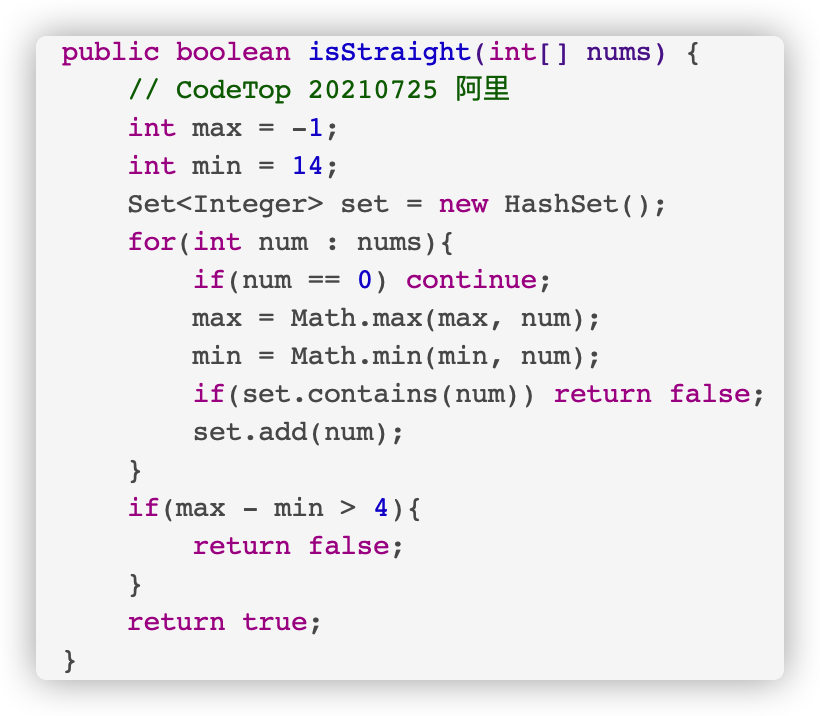 public boolean isStraight(int[] nums) {
    // CodeTop 20210725 阿里
    int max = -1;
    int min = 14;
    Set<Integer> set = new HashSet();
    for(int num : nums){
        if(num == 0) continue;
        max = Math.max(max, num);
        min = Math.min(min, num);
        if(set.contains(num)) return false;
        set.add(num);
    }
    if(max - min > 4){
        return false;
    }
    return true;
}